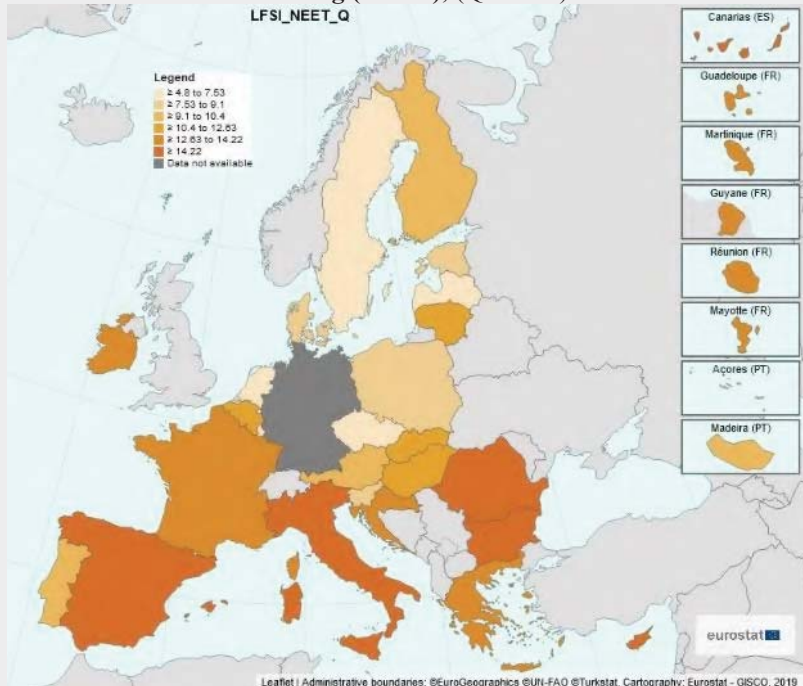 LFSI_NEET_Q
Legend
≥ 4.8 to 7.53
≥ 7.53 to 9.1
≥ 9.1 to 10.4
≥ 10.4 to 12.63
≥ 12.63 to 14.22
≥ 14.22
Data not available
Canarias (ES)
Guadeloupe (FR)
Martinique (FR)
Guyane (FR)
Réunion (FR)
Mayotte (FR)
Açores (PT)
Madeira (PT)
eurostat
Leaflet | Administrative boundaries: ©EuroGeographics ©UN-FAO ©Turkstat, Cartography: Eurostat - GISCO, 2019